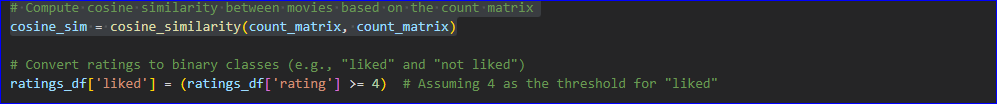 # Compute cosine similarity between movies based on the count matrix
cosine_sim = cosine_similarity(count_matrix, count_matrix)
# Convert ratings to binary classes (e.g., "liked" and "not liked")
ratings_df['liked'] = (ratings_df['rating'] >= 4)  # Assuming 4 as the threshold for "liked"